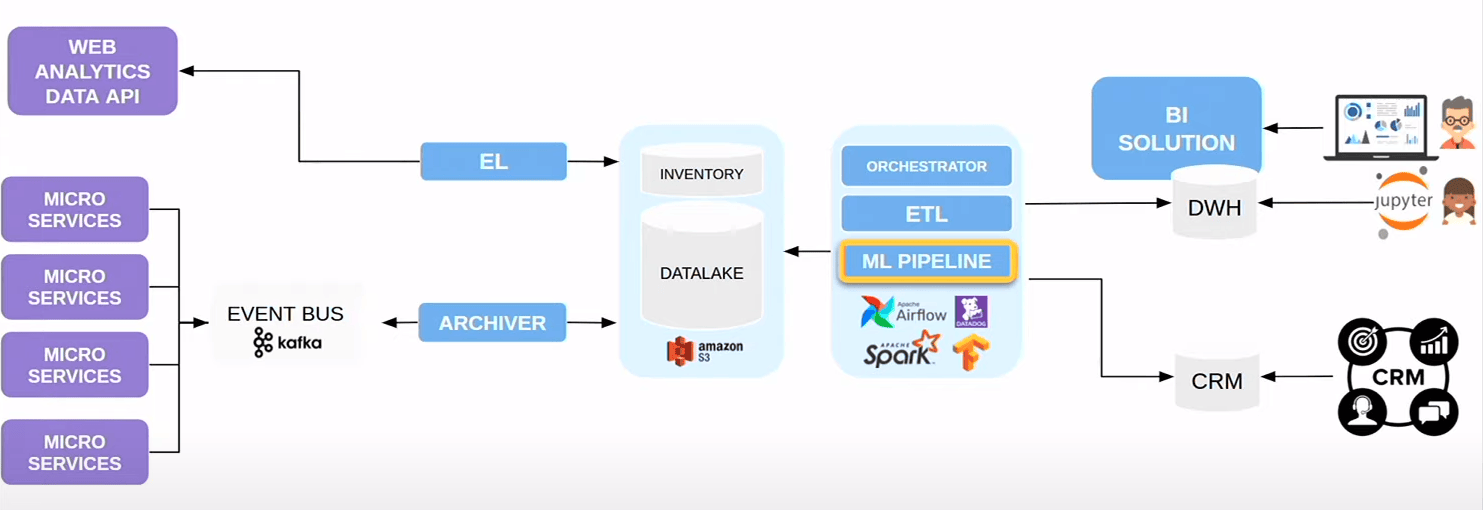 WEB
ANALYTICS
DATA API
MICRO
SERVICES
MICRO
SERVICES
MICRO
SERVICES
MICRO
SERVICES
EVENT BUS
kafka
EL
ARCHIVER
INVENTORY
DATALAKE
amazon
S3
ORCHESTRATOR
ETL
ML PIPELINE
Apache
Airflow
DATADOG
APACHE
Spark
BI
SOLUTION
DWH
jupyter
CRM
CRM